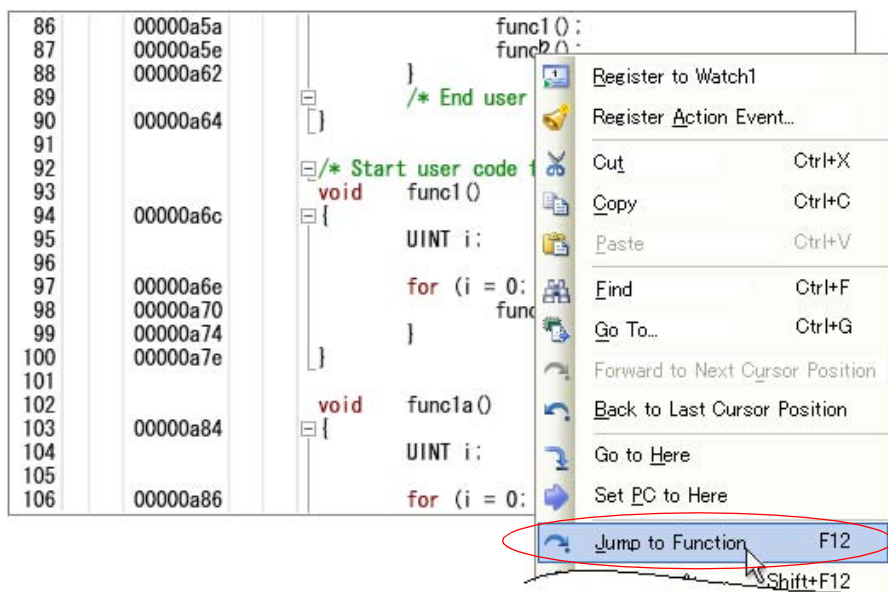 86 00000a5a func1();
87 00000a5e func2();
88 00000a62 }
89 /* End user
90 00000a64 }
91
92 /* Start user code f
93 void func1()
94 00000a6c {
95 UINT i;
96
97 00000a6e for (i = 0;
98 00000a70 func
99 00000a74 }
100 00000a7e }
101
102 void func1a()
103 00000a84 {
104 UINT i;
105
106 00000a86 for (i = 0;
Register to Watch1
Register Action Event...
Cut Ctrl+X
Copy Ctrl+C
Paste Ctrl+V
Find Ctrl+F
Go To... Ctrl+G
Forward to Next Cursor Position
Back to Last Cursor Position
Go to Here
Set PC to Here
Jump to Function F12
Shift+F12